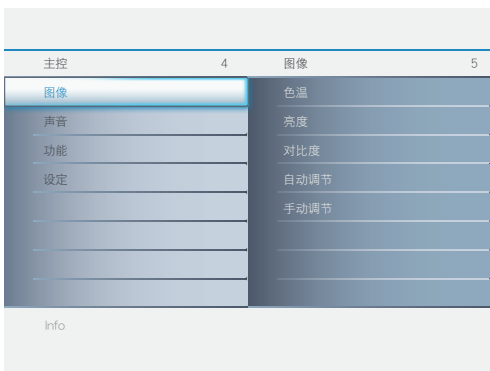 主控 4 图像 5
图像 色温
声音 亮度
功能 对比度
设定 自动调节
手动调节
Info